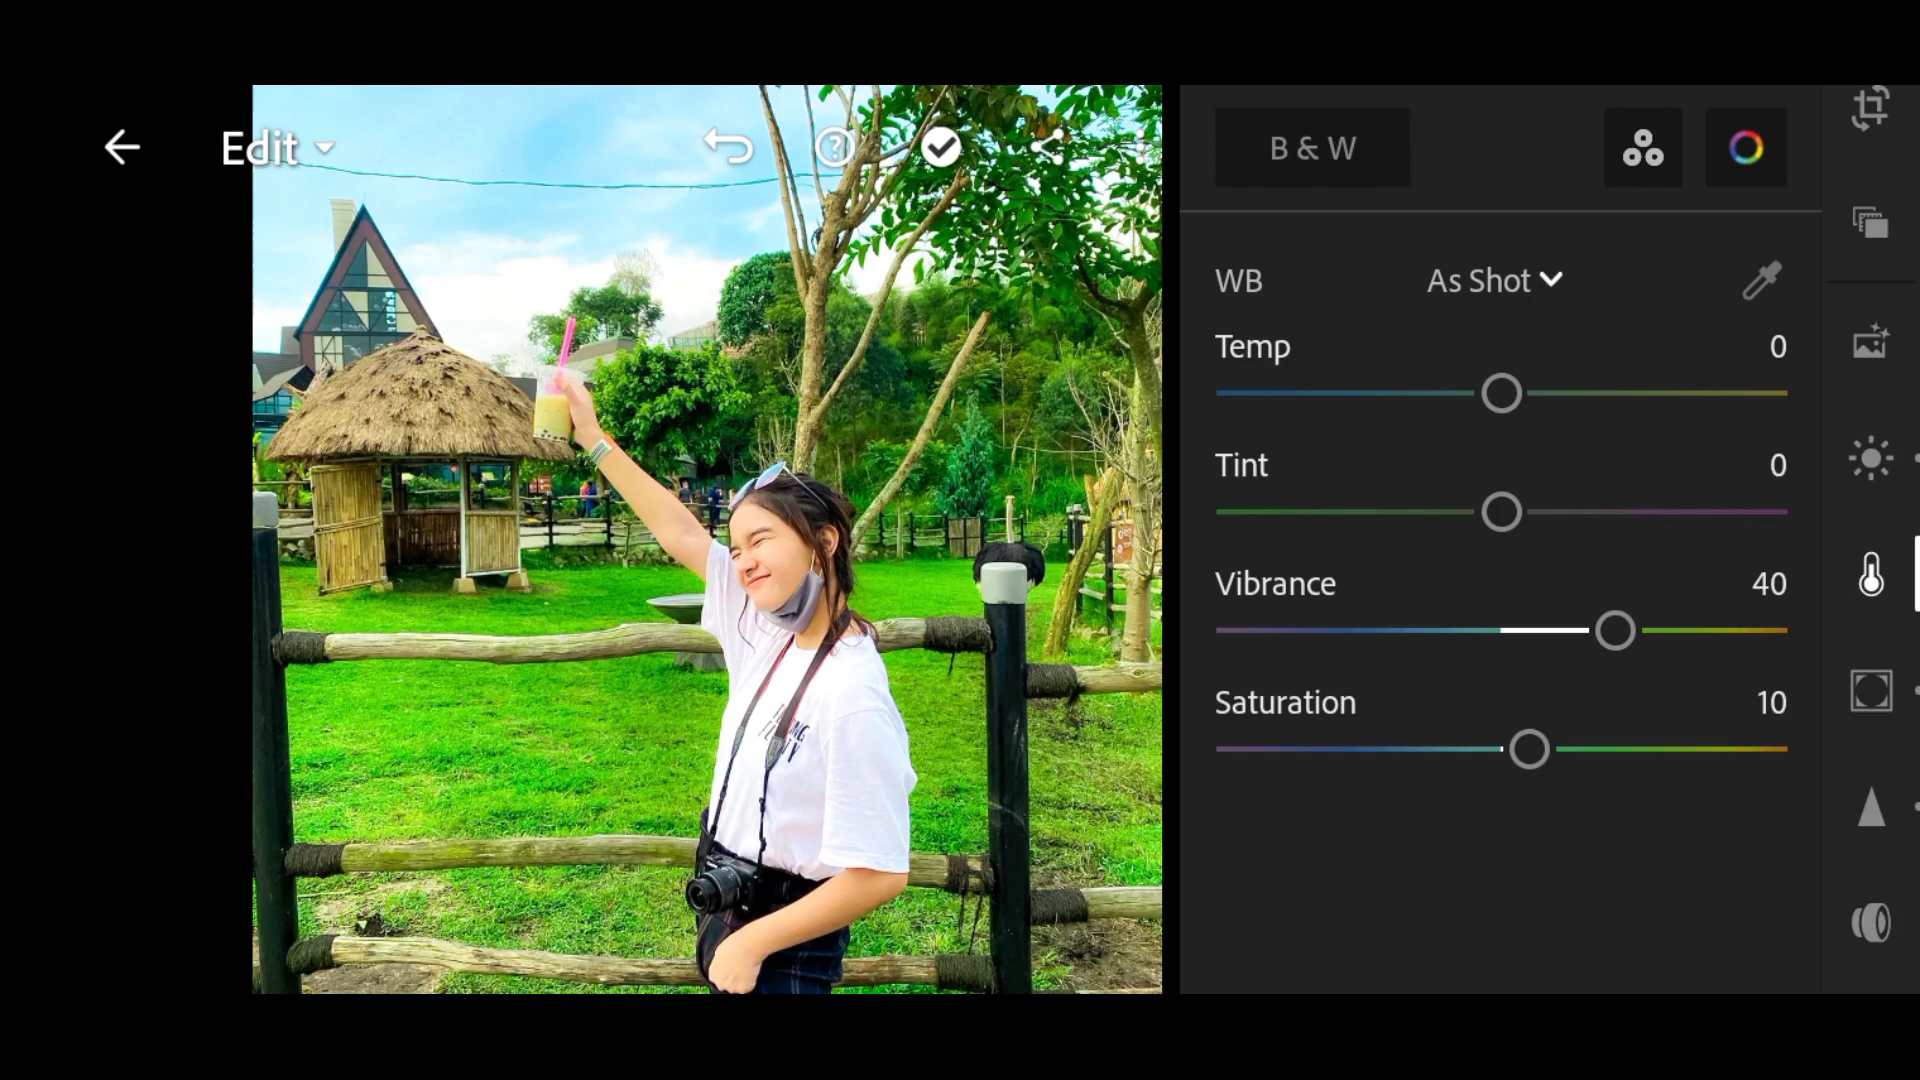 Edit
B & W
WB As Shot
Temp 0
Tint 0
Vibrance 40
Saturation 10